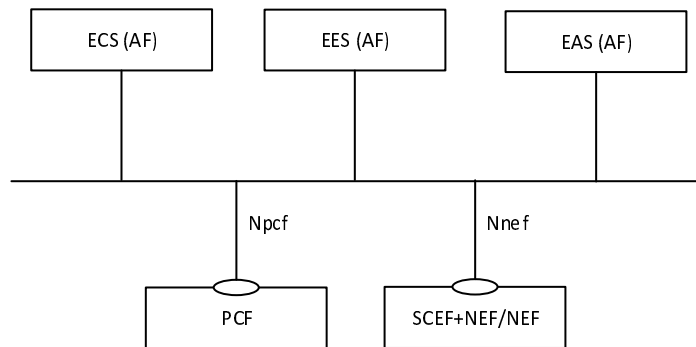 ECS (AF)
EES (AF)
EAS (AF)
Npcf
Nnef
PCF
SCEF+NEF/NEF